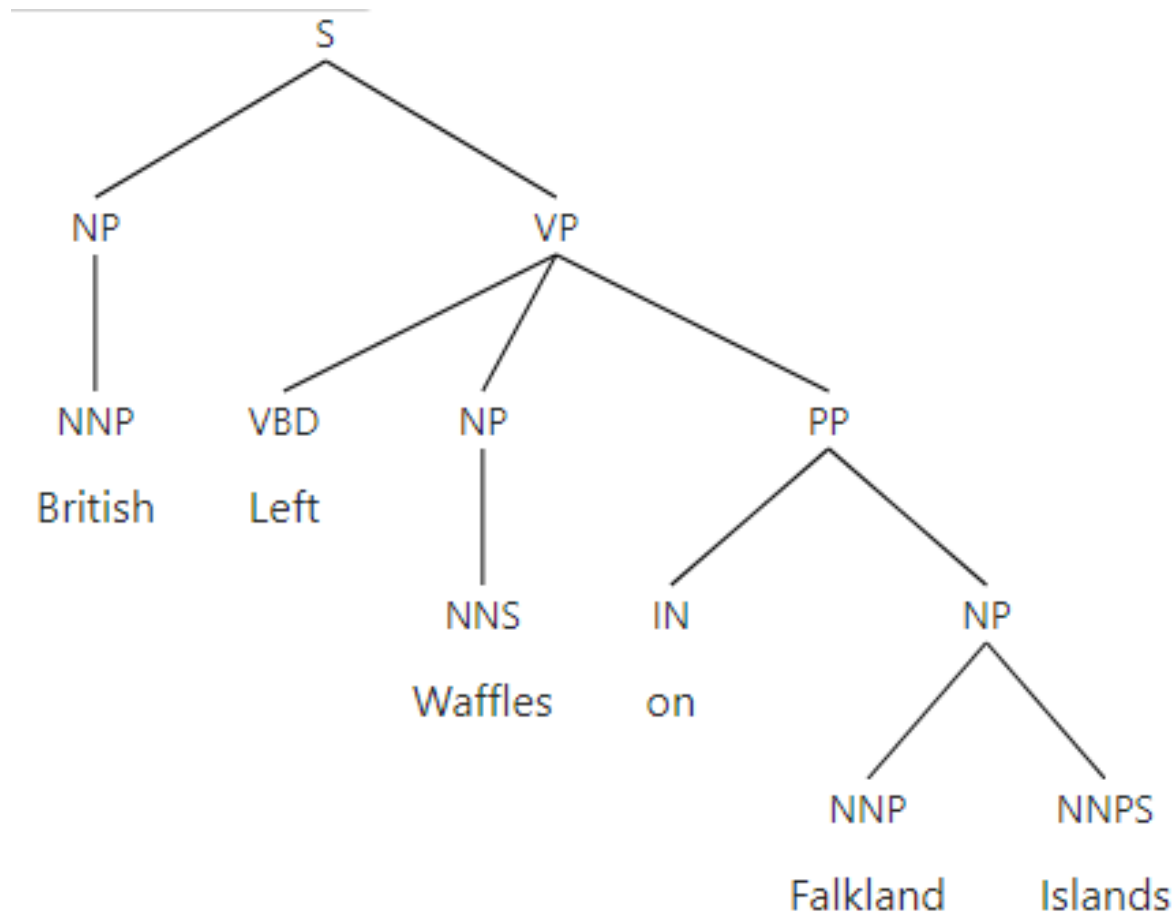 S
NP VP
NNP VBD NP PP
British Left
NNS IN NP
Waffles on
NNP NNPS
Falkland Islands